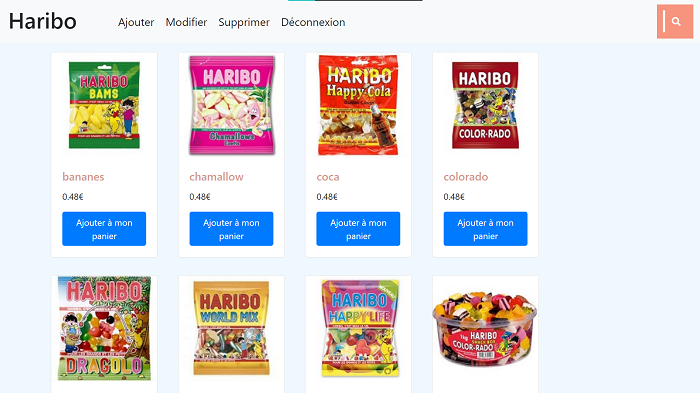 Haribo Ajouter Modifier Supprimer Déconnexion
HARIBO
BAMS
HARIBO
Chamallows
HARIBO
Happy-Cola
HARIBO
COLOR-RADO
bananes
chamallow
coca
colorado
0.48€
0.48€
0.48€
0.48€
Ajouter à mon
panier
Ajouter à mon
panier
Ajouter à mon
panier
Ajouter à mon
panier
HARIBO
DRAGOLO
HARIBO
WORLD MIX
HARIBO
HAPPY'LIFE
HARIBO
COLOR-RADO